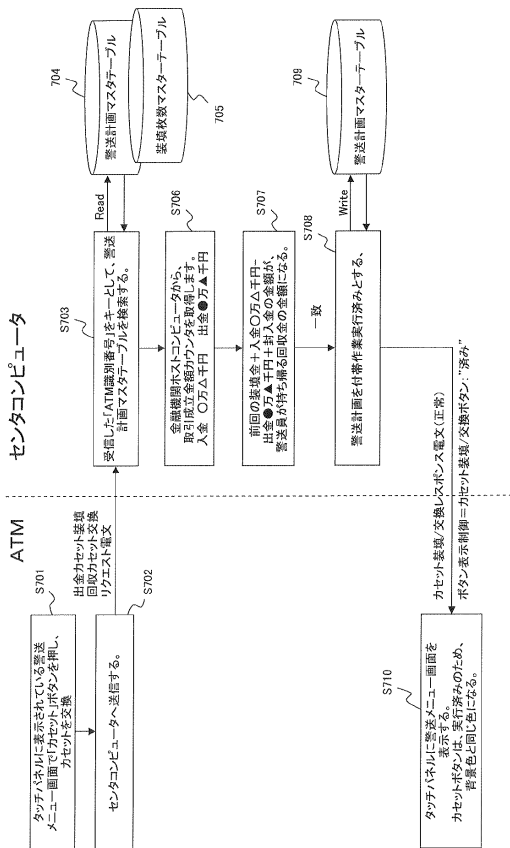 ATM
センタコンピュータ
S701
タッチパネルに表示されている警送
メニュー画面で「カセット」ボタンを押し、
カセットを交換
S702
センタコンピュータへ送信する。
出金カセット装填
回収カセット交換
リクエスト電文
S703
受信した「ATM識別番号」をキーとして、警送
計画マスタテーブルを検索する。
Read
704
警送計画マスタテーブル
705
装填枚数マスターテーブル
S706
金融機関ホストコンピュータから、
取引成立金額カウンタを取得します。
入金 〇万△千円 出金●万▲千円
S707
前回の装填金＋入金〇万△千円−
出金●万▲千円＋封入金の金額が、
警送員が持ち帰る回収金の金額になる。
一致
S708
警送計画を付帯作業実行済みとする、
Write
709
警送計画マスターテーブル
カセット装填/交換レスポンス電文(正常)
ボタン表示制御＝カセット装填/交換ボタン:"済み"
S710
タッチパネルに警送メニュー画面を
表示する。
カセットボタンは、実行済みのため、
背景色と同じ色になる。